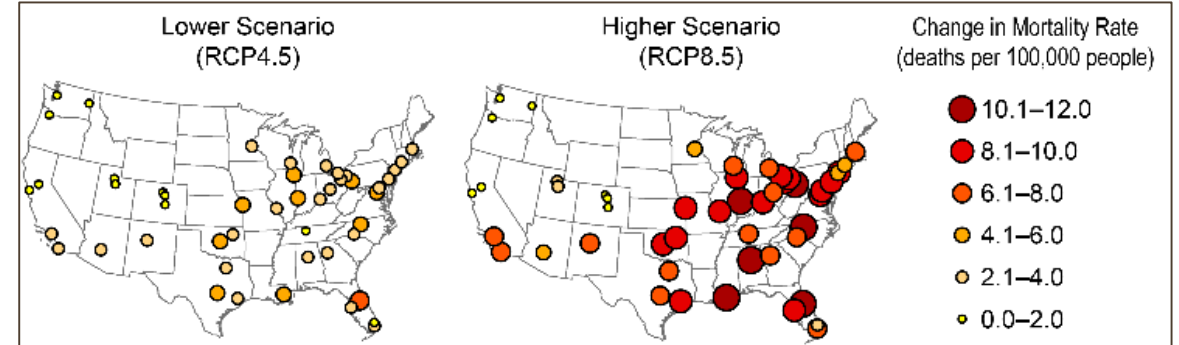 Lower Scenario
(RCP4.5)
Higher Scenario
(RCP8.5)
Change in Mortality Rate
(deaths per 100,000 people)
10.1–12.0
8.1–10.0
6.1–8.0
4.1–6.0
2.1–4.0
0.0–2.0